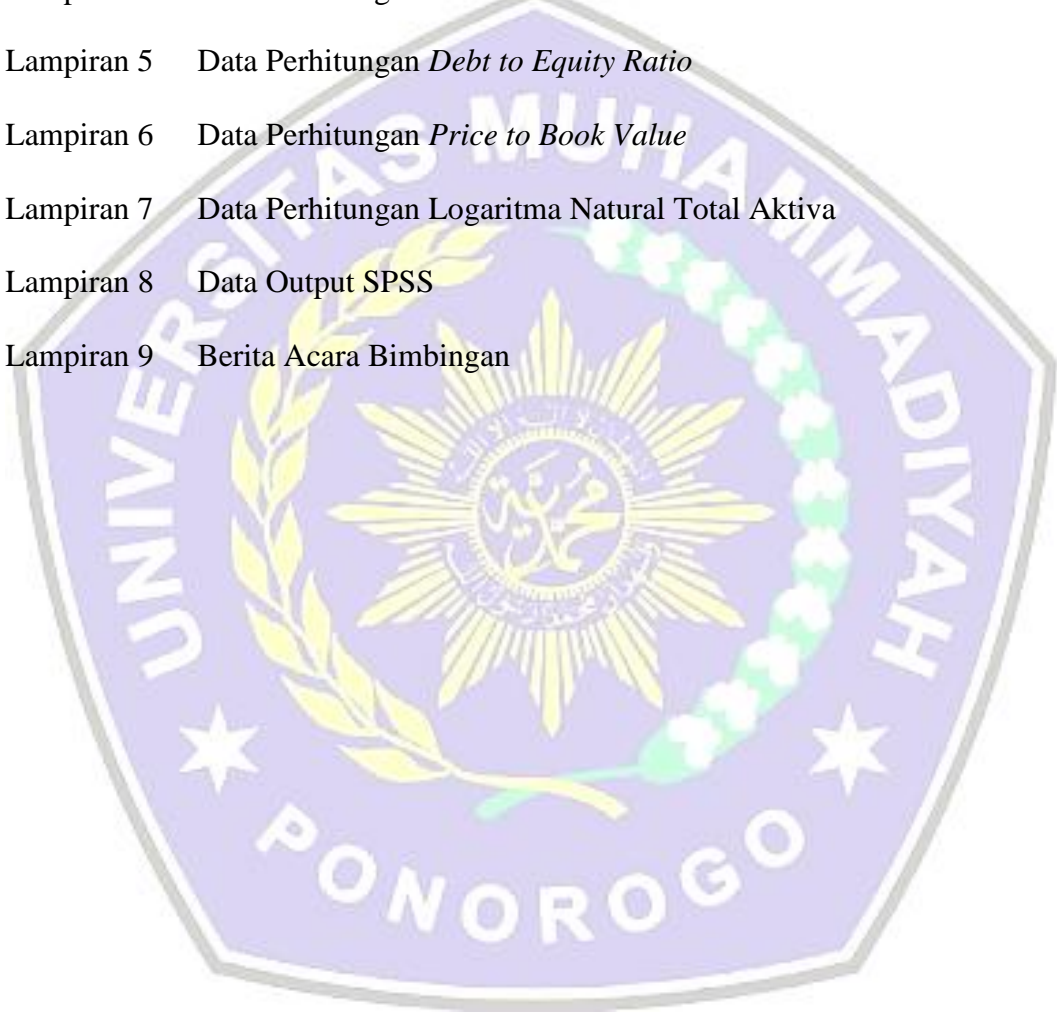 Lampiran 5 Data Perhitungan Debt to Equity Ratio
Lampiran 6 Data Perhitungan Price to Book Value
Lampiran 7 Data Perhitungan Logaritma Natural Total Aktiva
Lampiran 8 Data Output SPSS
Lampiran 9 Berita Acara Bimbingan
UNIVERSITAS MUHAMMADIYAH
PONOROGO